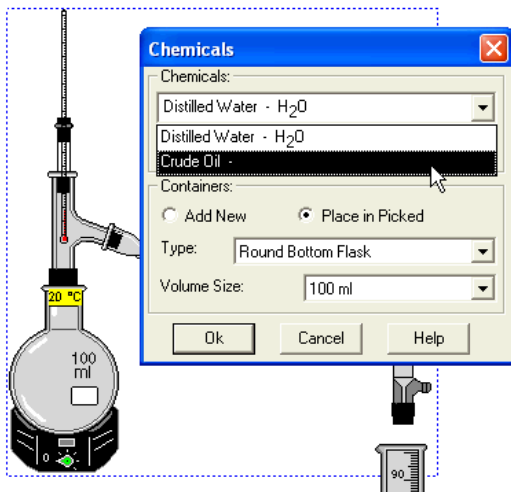 Chemicals
Chemicals:
Distilled Water - H2O
Distilled Water - H2O
Crude Oil -
Containers:
Add New
Place in Picked
Type:
Round Bottom Flask
Volume Size:
100 ml
Ok
Cancel
Help
20 °C
100
ml
0
90